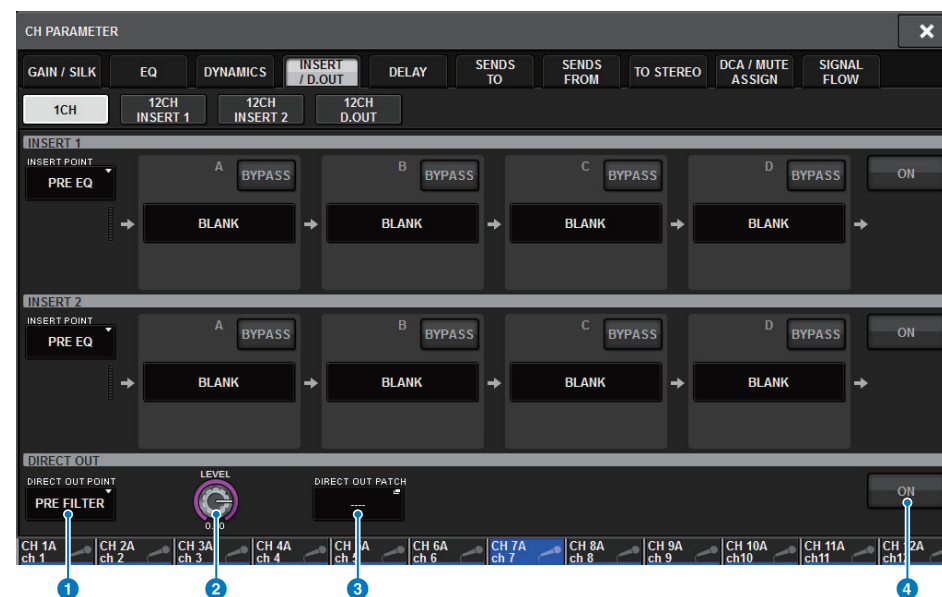 CH PARAMETER
×
GAIN / SILK
EQ
DYNAMICS
INSERT
/ D.OUT
DELAY
SENDS
TO
SENDS
FROM
TO STEREO
DCA / MUTE
ASSIGN
SIGNAL
FLOW
1CH
12CH
INSERT 1
12CH
INSERT 2
12CH
D.OUT
INSERT 1
INSERT POINT
PRE EQ
A
BYPASS
BLANK
B
BYPASS
BLANK
C
BYPASS
BLANK
D
BYPASS
BLANK
ON
INSERT 2
INSERT POINT
PRE EQ
A
BYPASS
BLANK
B
BYPASS
BLANK
C
BYPASS
BLANK
D
BYPASS
BLANK
ON
DIRECT OUT
DIRECT OUT POINT
PRE FILTER
LEVEL
DIRECT OUT PATCH
----
ON
CH 1A
ch 1
CH 2A
ch 2
CH 3A
ch 3
CH 4A
ch 4
CH 6A
ch 6
CH 7A
ch 7
CH 8A
ch 8
CH 9A
ch 9
CH 10A
ch10
CH 11A
ch11
1
2
3
4